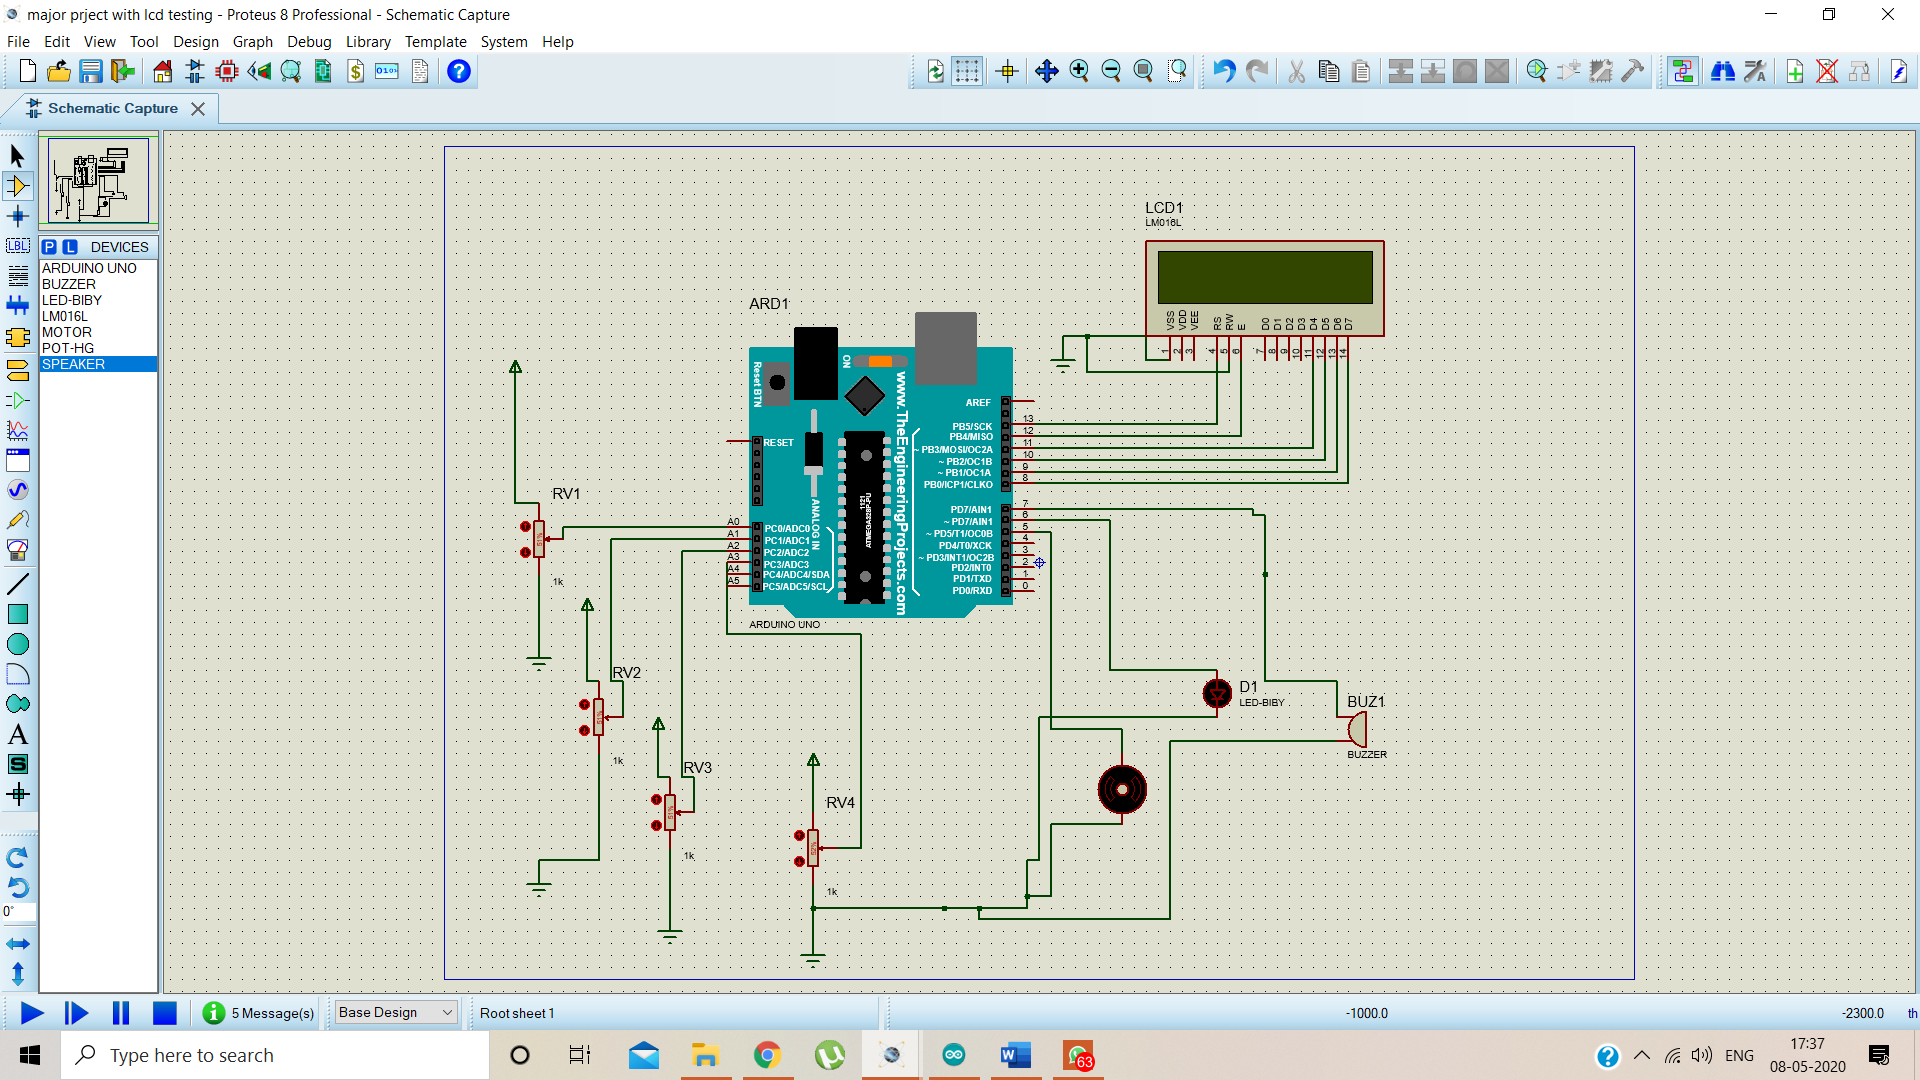 major prject with lcd testing - Proteus 8 Professional - Schematic Capture
File Edit View Tool Design Graph Debug Library Template System Help
Schematic Capture
P L DEVICES
ARDUINO UNO
BUZZER
LED-BIBY
LM016L
MOTOR
POT-HG
SPEAKER
LBL
A
S
0°
LCD1
LM016L
VSS
VDD
VEE
RS
RW
E
D0
D1
D2
D3
D4
D5
D6
D7
1
2
3
4
5
6
7
8
9
10
11
12
13
14
ARD1
Reset BTN
ON
www.TheEngineeringProjects.com
RESET
ANALOG IN
1121
ATMEGA328P-PU
AREF
PB5/SCK 13
PB4/MISO 12
~ PB3/MOSI/OC2A 11
~ PB2/OC1B 10
~ PB1/OC1A 9
PB0/ICP1/CLKO 8
PD7/AIN1 7
~ PD7/AIN1 6
~ PD5/T1/OC0B 5
PD4/T0/XCK 4
~ PD3/INT1/OC2B 3
PD2/INT0 2
PD1/TXD 1
PD0/RXD 0
A0 PC0/ADC0
A1 PC1/ADC1
A2 PC2/ADC2
A3 PC3/ADC3
A4 PC4/ADC4/SDA
A5 PC5/ADC5/SCL
ARDUINO UNO
RV1
51%
1k
RV2
51%
1k
RV3
51%
1k
RV4
52%
1k
D1
LED-BIBY
BUZ1
BUZZER
5 Message(s)
Base Design
Root sheet 1
-1000.0
-2300.0
th
Type here to search
63
ENG
17:37
08-05-2020